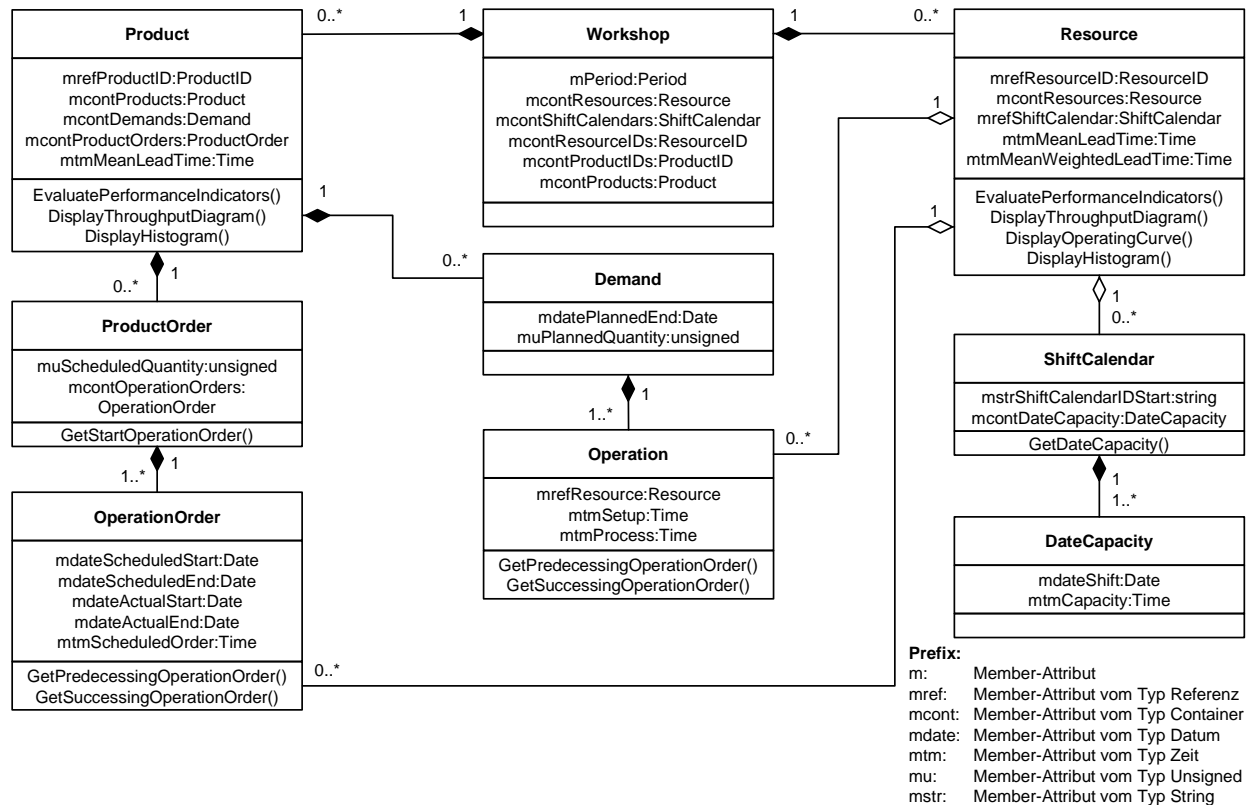 Product
mrefProductID:ProductID
mcontProducts:Product
mcontDemands:Demand
mcontProductOrders:ProductOrder
mtmMeanLeadTime:Time
EvaluatePerformanceIndicators()
DisplayThroughputDiagram()
DisplayHistogram()
0..*
1
Workshop
mPeriod:Period
mcontResources:Resource
mcontShiftCalendars:ShiftCalendar
mcontResourceIDs:ResourceID
mcontProductIDs:ProductID
mcontProducts:Product
1
0..*
Resource
mrefResourceID:ResourceID
mcontResources:Resource
mrefShiftCalendar:ShiftCalendar
mtmMeanLeadTime:Time
mtmMeanWeightedLeadTime:Time
EvaluatePerformanceIndicators()
DisplayThroughputDiagram()
DisplayOperatingCurve()
DisplayHistogram()
1
1
1
0..*
Demand
mdatePlannedEnd:Date
muPlannedQuantity:unsigned
1
0..*
ProductOrder
muScheduledQuantity:unsigned
mcontOperationOrders:
OperationOrder
GetStartOperationOrder()
1
0..*
ShiftCalendar
mstrShiftCalendarIDStart:string
mcontDateCapacity:DateCapacity
GetDateCapacity()
1
1..*
0..*
Operation
mrefResource:Resource
mtmSetup:Time
mtmProcess:Time
GetPredecessingOperationOrder()
GetSuccessingOperationOrder()
1
1..*
OperationOrder
mdateScheduledStart:Date
mdateScheduledEnd:Date
mdateActualStart:Date
mdateActualEnd:Date
mtmScheduledOrder:Time
GetPredecessingOperationOrder()
GetSuccessingOperationOrder()
0..*
1
1..*
DateCapacity
mdateShift:Date
mtmCapacity:Time
Prefix:
m: Member-Attribut
mref: Member-Attribut vom Typ Referenz
mcont: Member-Attribut vom Typ Container
mdate: Member-Attribut vom Typ Datum
mtm: Member-Attribut vom Typ Zeit
mu: Member-Attribut vom Typ Unsigned
mstr: Member-Attribut vom Typ String